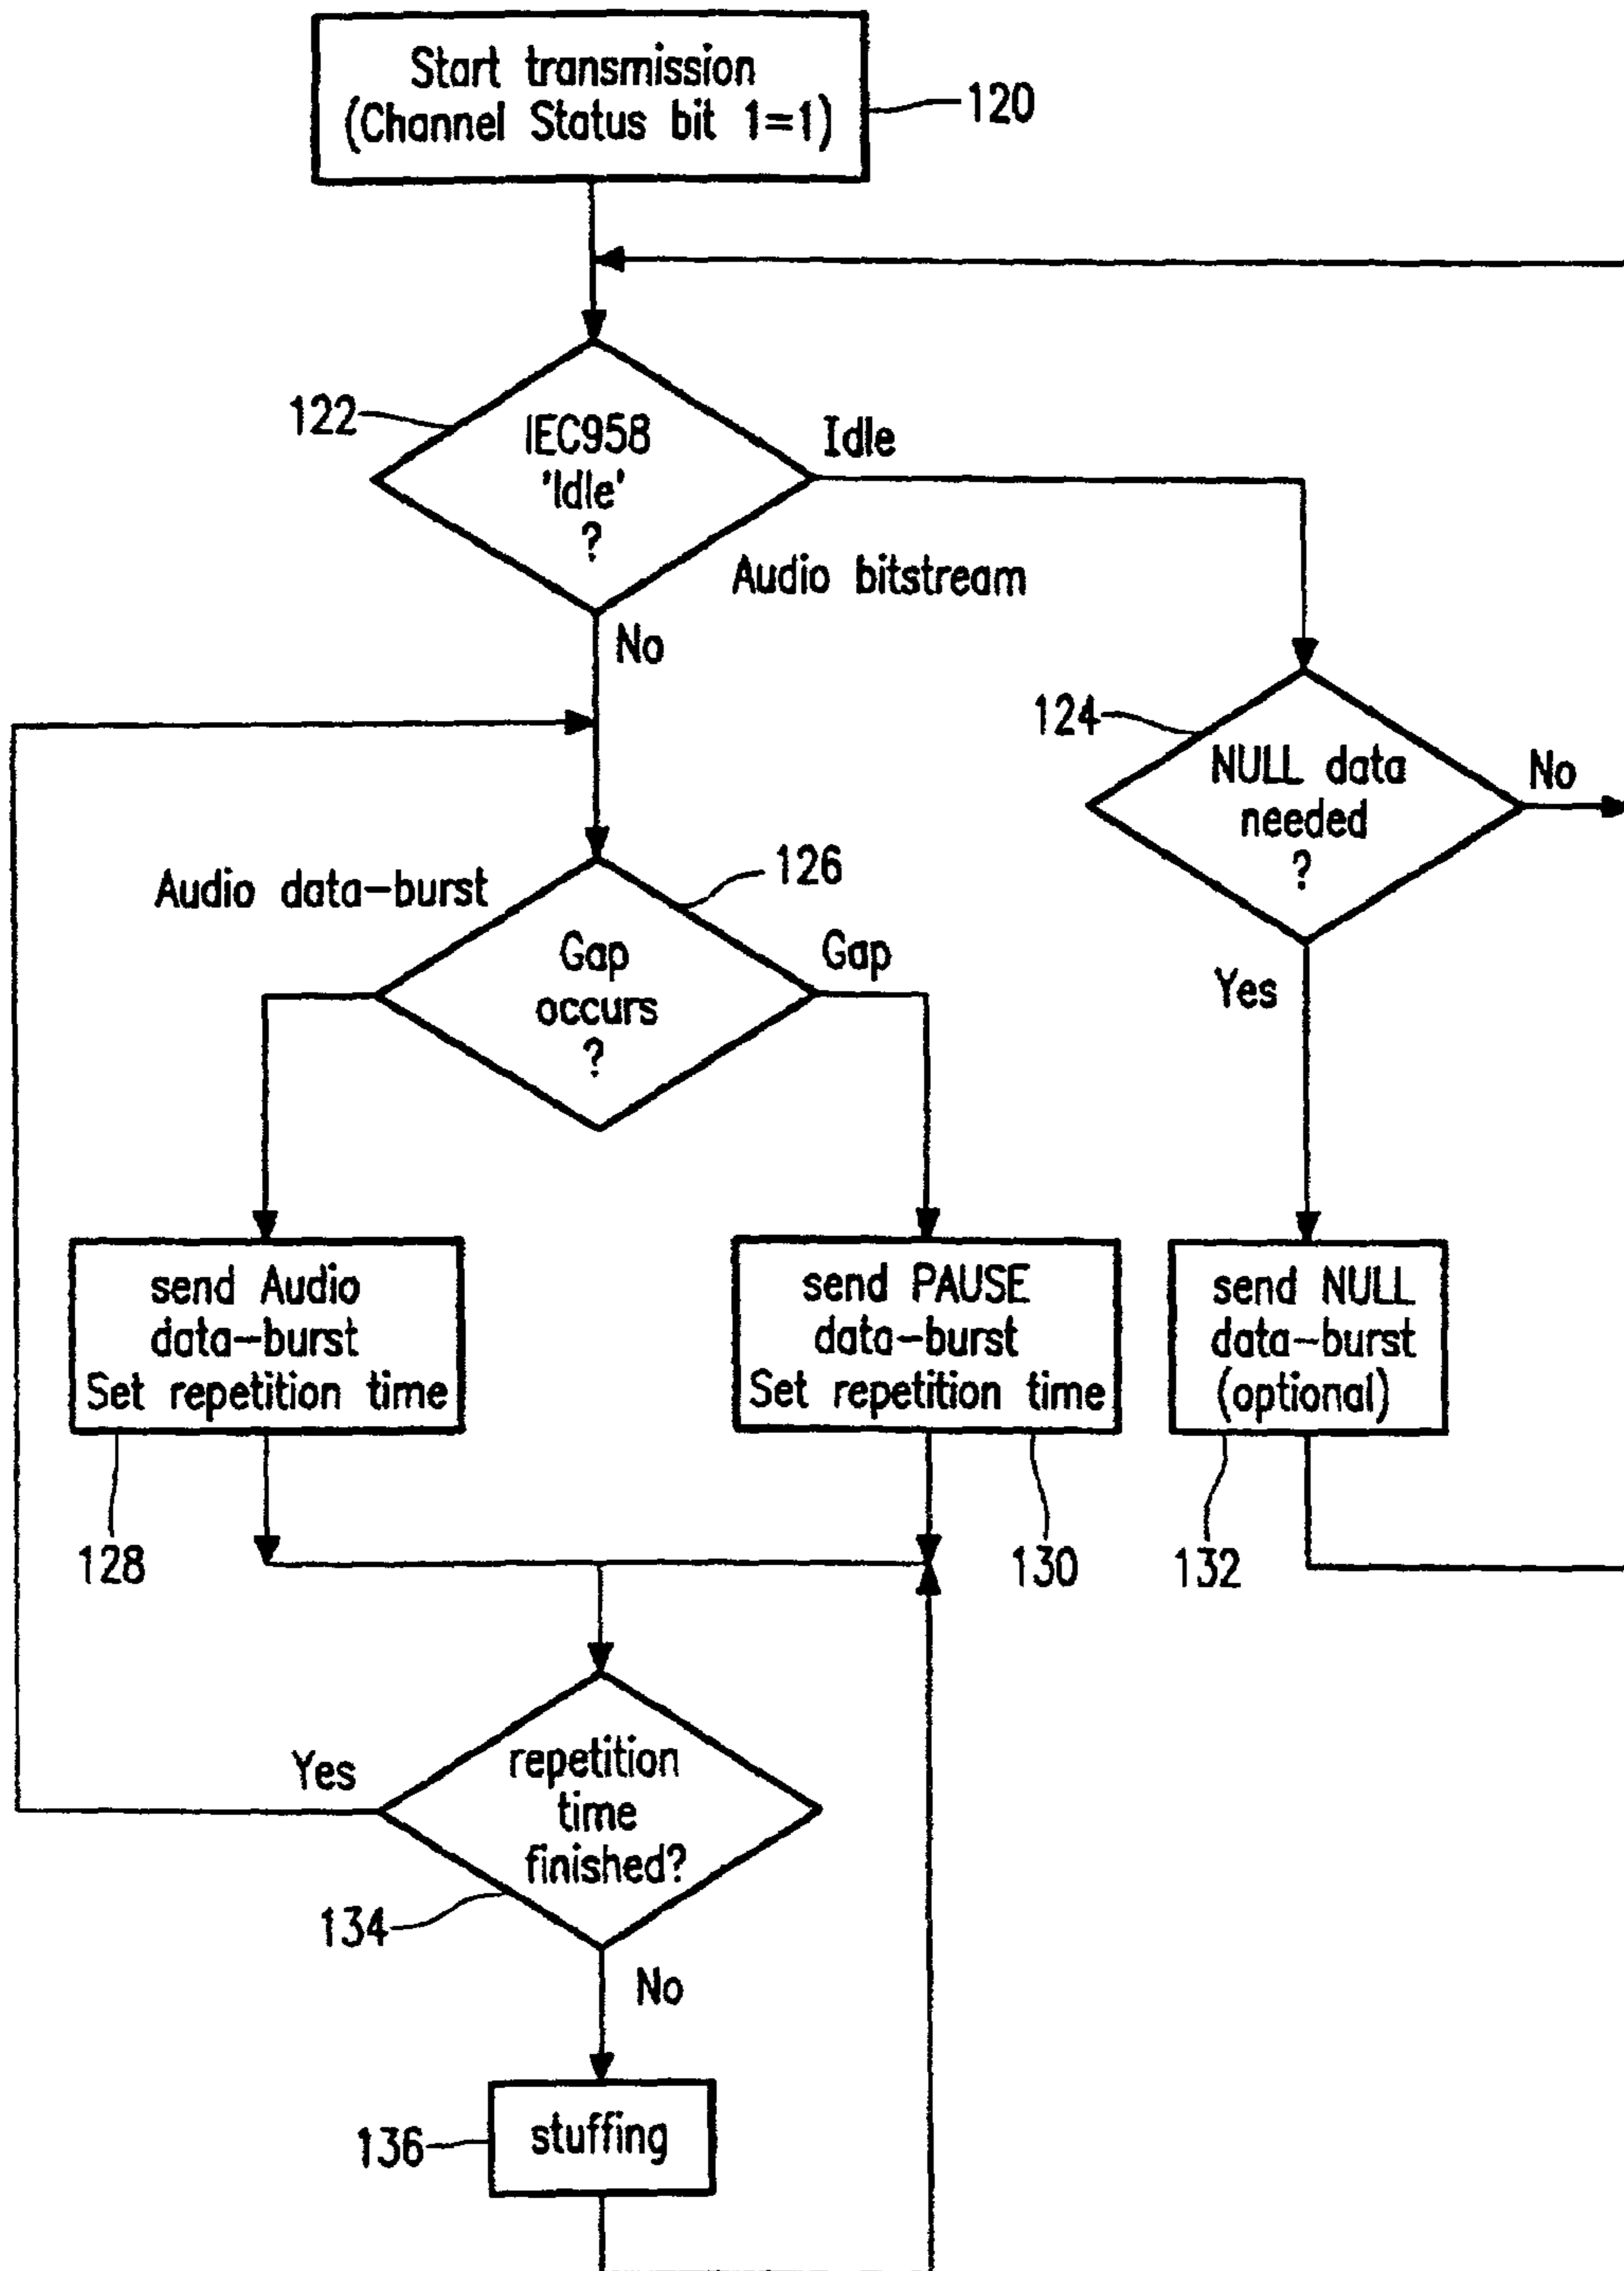 Start transmission
(Channel Status bit 1=1)
120
122
IEC958
'Idle'
?
Idle
Audio bitstream
No
124
NULL data
needed
?
No
Yes
Audio data-burst
126
Gap
occurs
?
Gap
send Audio
data-burst
Set repetition time
128
send PAUSE
data-burst
Set repetition time
130
send NULL
data-burst
(optional)
132
repetition
time
finished?
Yes
134
No
stuffing
136